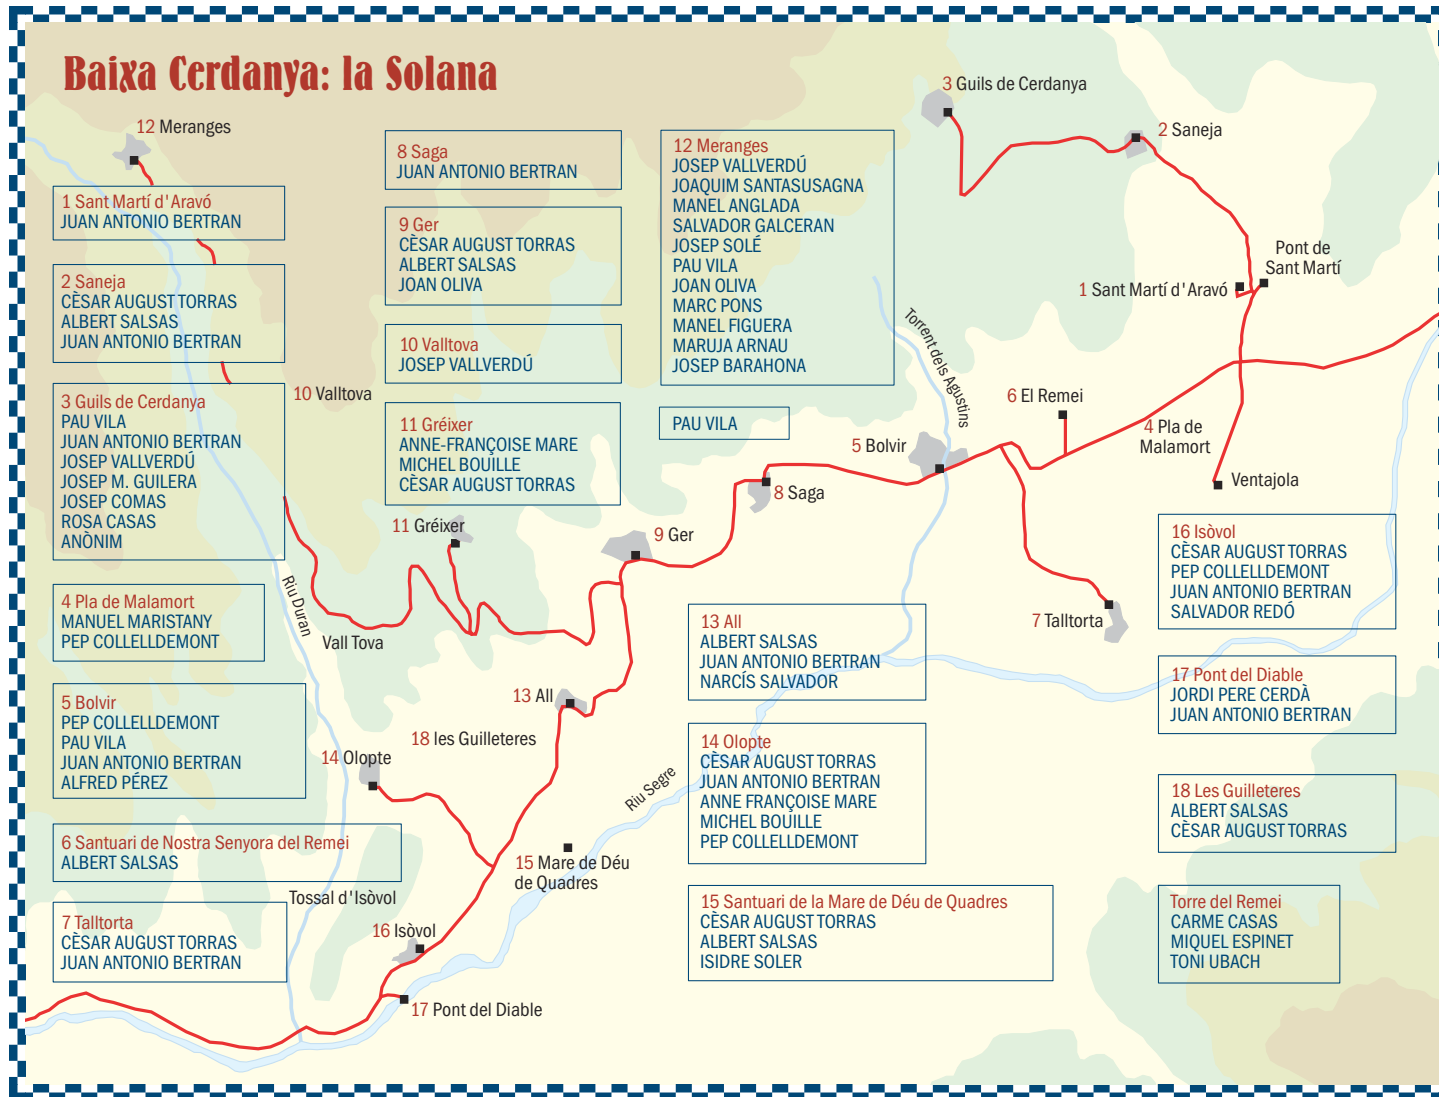 Baixa Cerdanya: la Solana
12 Meranges
1 Sant Martí d'Aravó
JUAN ANTONIO BERTRAN
2 Saneja
CÈSAR AUGUST TORRAS
ALBERT SALSAS
JUAN ANTONIO BERTRAN
3 Guils de Cerdanya
PAU VILA
JUAN ANTONIO BERTRAN
JOSEP VALLVERDÚ
JOSEP M. GUILERA
JOSEP COMAS
ROSA CASAS
ANÒNIM
4 Pla de Malamort
MANUEL MARISTANY
PEP COLLELLDEMONT
5 Bolvir
PEP COLLELLDEMONT
PAU VILA
JUAN ANTONIO BERTRAN
ALFRED PÉREZ
6 Santuari de Nostra Senyora del Remei
ALBERT SALSAS
7 Talltorta
CÈSAR AUGUST TORRAS
JUAN ANTONIO BERTRAN
8 Saga
JUAN ANTONIO BERTRAN
9 Ger
CÈSAR AUGUST TORRAS
ALBERT SALSAS
JOAN OLIVA
10 Valltova
JOSEP VALLVERDÚ
11 Gréixer
ANNE-FRANÇOISE MARE
MICHEL BOUILLE
CÈSAR AUGUST TORRAS
12 Meranges
JOSEP VALLVERDÚ
JOAQUIM SANTASUSAGNA
MANEL ANGLADA
SALVADOR GALCERAN
JOSEP SOLÉ
PAU VILA
JOAN OLIVA
MARC PONS
MANEL FIGUERA
MARUJA ARNAU
JOSEP BARAHONA
PAU VILA
13 All
ALBERT SALSAS
JUAN ANTONIO BERTRAN
NARCÍS SALVADOR
14 Olopte
CÈSAR AUGUST TORRAS
JUAN ANTONIO BERTRAN
ANNE FRANÇOISE MARE
MICHEL BOUILLE
PEP COLLELLDEMONT
15 Santuari de la Mare de Déu de Quadres
CÈSAR AUGUST TORRAS
ALBERT SALSAS
ISIDRE SOLER
16 Isòvol
CÈSAR AUGUST TORRAS
PEP COLLELLDEMONT
JUAN ANTONIO BERTRAN
SALVADOR REDÓ
17 Pont del Diable
JORDI PERE CERDÀ
JUAN ANTONIO BERTRAN
18 Les Guilleteres
ALBERT SALSAS
CÈSAR AUGUST TORRAS
Torre del Remei
CARME CASAS
MIQUEL ESPINET
TONI UBACH
3 Guils de Cerdanya
2 Saneja
Pont de
Sant Martí
1 Sant Martí d'Aravó
Torrent dels Agustins
10 Valltova
6 El Remei
4 Pla de
Malamort
5 Bolvir
Ventajola
8 Saga
11 Gréixer
9 Ger
Riu Duran
Vall Tova
7 Talltorta
13 All
18 les Guilleteres
14 Olopte
Riu Segre
15 Mare de Déu
de Quadres
Tossal d'Isòvol
16 Isòvol
17 Pont del Diable